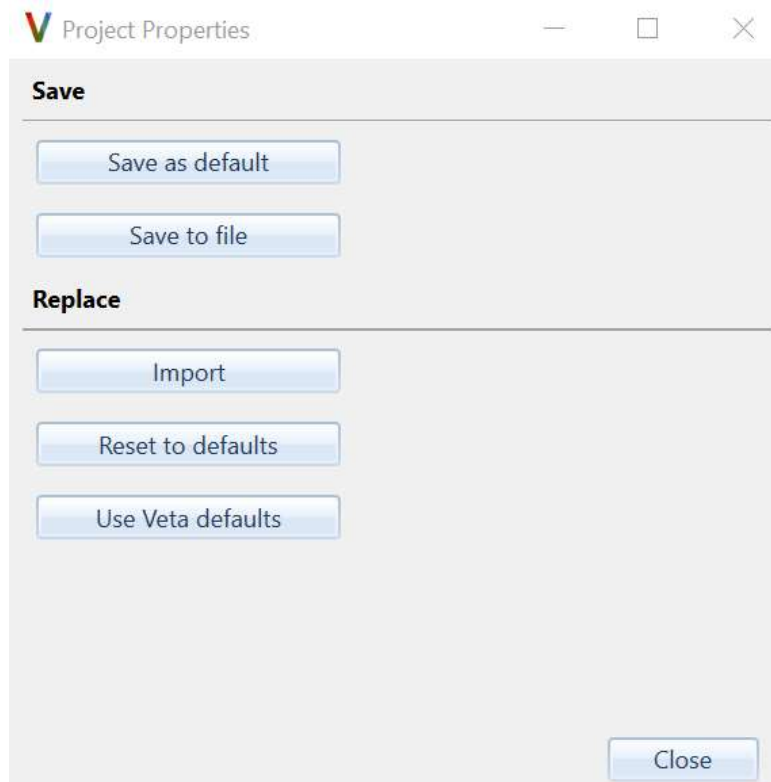 Project Properties
Save
Save as default
Save to file
Replace
Import
Reset to defaults
Use Veta defaults
Close